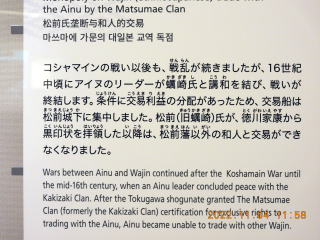 the Ainu by the Matsumae Clan
松前氏垄断与和人的交易
마쓰마에 가문의 대일본 교역 독점
コシャマインの戦い以後も、戦乱が続きましたが、16世紀
中頃にアイヌのリーダーが蠣崎氏と講和を結び、戦いが
終結します。条件に交易利益の分配があったため、交易船は
松前城下に集中しました。松前(旧蠣崎)氏が、徳川家康から
黒印状を拝領した以降は、松前藩以外の和人と交易ができ
なくなりました。
Wars between Ainu and Wajin continued after the Koshamain War until
the mid-16th century, when an Ainu leader concluded peace with the
Kakizaki Clan. After the Tokugawa shogunate granted The Matsumae
Clan (formerly the Kakizaki Clan) certification for exclusive rights to
trading with the Ainu, Ainu became unable to trade with other Wajin.